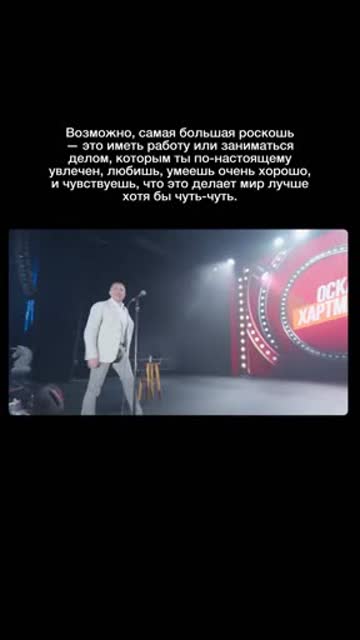 Возможно, самая большая роскошь
— это иметь работу или заниматься
делом, которым ты по-настоящему
увлечен, любишь, умеешь очень хорошо,
и чувствуешь, что это делает мир лучше
хотя бы чуть-чуть.
ОСК
ХАРТМ